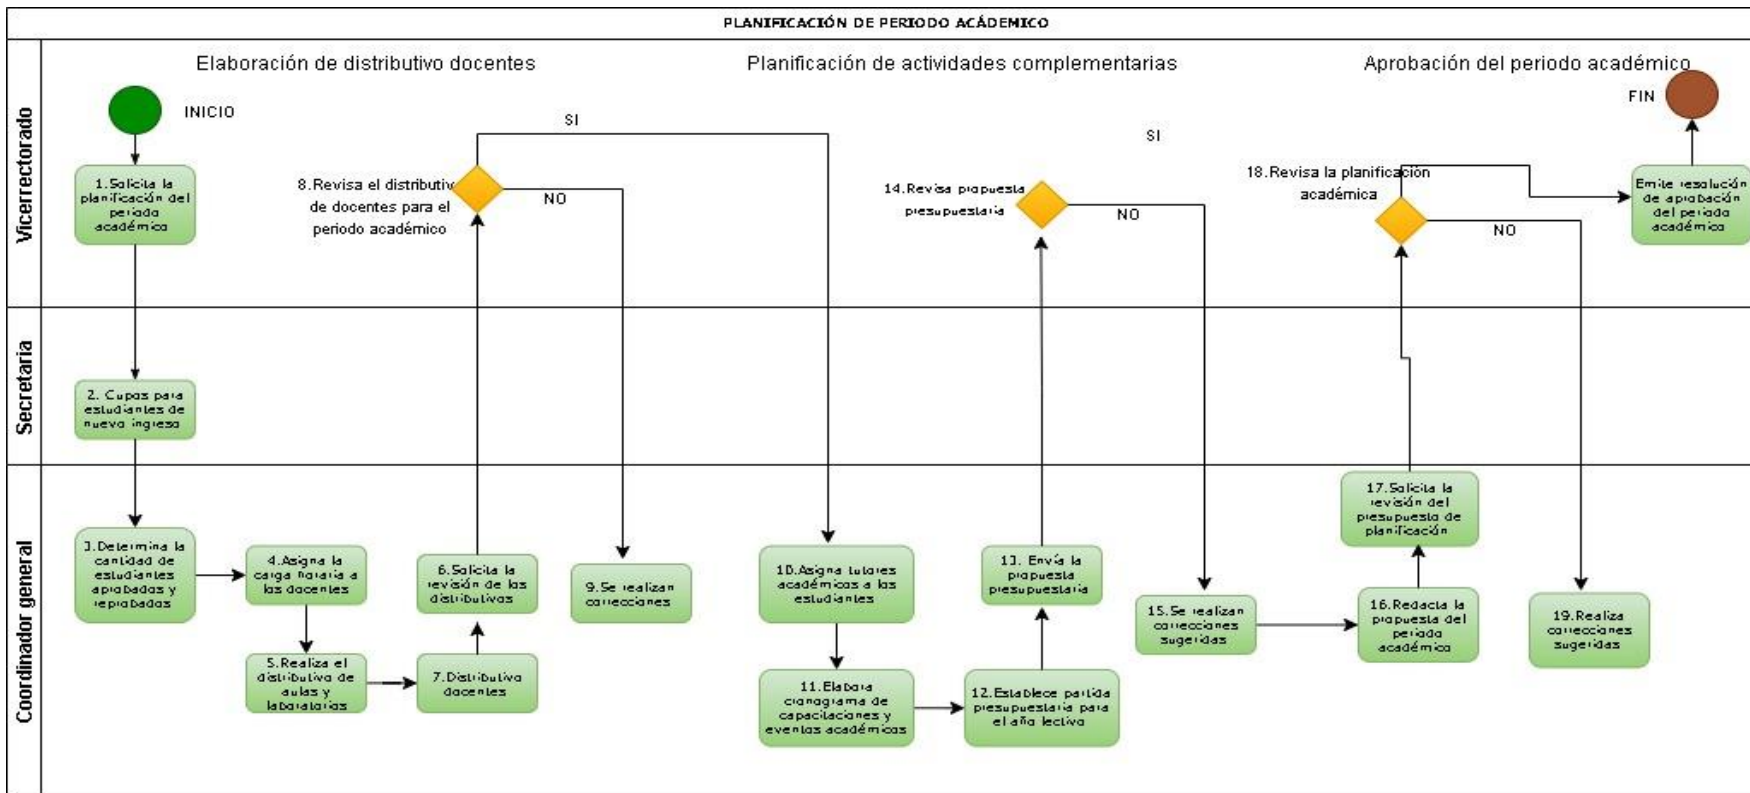 PLANIFICACIÓN DE PERIODO ACÁDEMICO
Elaboración de distributivo docentes
Planificación de actividades complementarias
Aprobación del periodo académico
Vicerrectorado
Secretaria
Coordinador general
INICIO
1.Solicita la
planificación del
periodo
académico
2. Cupos para
estudiantes de
nuevo ingreso
3.Determina la
cantidad de
estudiantes
aprobados y
reprobados
4.Asigna la
carga horaria a
los docentes
5.Realiza el
distributivo de
aulas y
laboratorios
7.Distributivo
docentes
6.Solicita la
revisión de los
distributivos
8.Revisa el distributiv
de docentes para el
periodo académico
SI
NO
9.Se realizan
correcciones
10.Asigna tutores
académicos a los
estudiantes
11.Elabora
cronograma de
capacitaciones y
eventos académicos
12.Establece partida
presupuestaria para
el año lectivo
13. Envía la
propuesta
presupuestaria
14.Revisa propuesta
presupuestaria
SI
NO
15.Se realizan
correcciones
sugeridas
16.Redacta la
propuesta del
periodo
académico
17.Solicita la
revisión del
presupuesto de
planificación
18.Revisa la planificación
académica
NO
19.Realiza
correcciones
sugeridas
Emite resolución
de aprobación
del periodo
académico
FIN